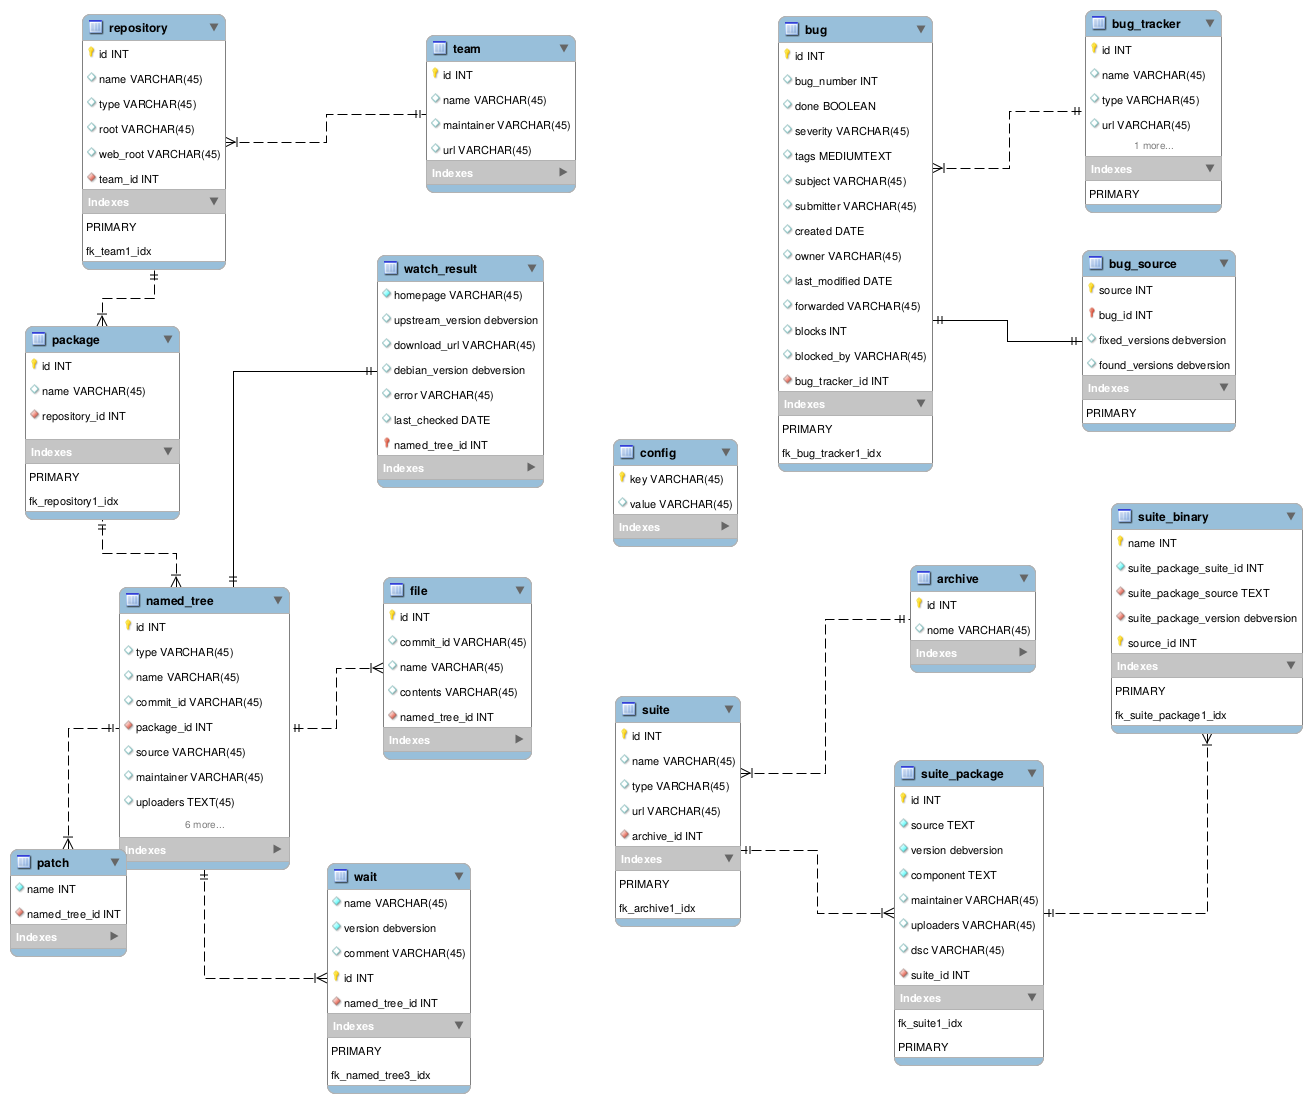 repository
id INT
name VARCHAR(45)
type VARCHAR(45)
root VARCHAR(45)
web_root VARCHAR(45)
team_id INT
Indexes
PRIMARY
fk_team1_idx
team
id INT
name VARCHAR(45)
maintainer VARCHAR(45)
url VARCHAR(45)
Indexes
bug
id INT
bug_number INT
done BOOLEAN
severity VARCHAR(45)
tags MEDIUMTEXT
subject VARCHAR(45)
submitter VARCHAR(45)
created DATE
owner VARCHAR(45)
last_modified DATE
forwarded VARCHAR(45)
blocks INT
blocked_by VARCHAR(45)
bug_tracker_id INT
Indexes
PRIMARY
fk_bug_tracker1_idx
bug_tracker
id INT
name VARCHAR(45)
type VARCHAR(45)
url VARCHAR(45)
1 more...
Indexes
PRIMARY
watch_result
homepage VARCHAR(45)
upstream_version debversion
download_url VARCHAR(45)
debian_version debversion
error VARCHAR(45)
last_checked DATE
named_tree_id INT
Indexes
bug_source
source INT
bug_id INT
fixed_versions debversion
found_versions debversion
Indexes
PRIMARY
package
id INT
name VARCHAR(45)
repository_id INT
Indexes
PRIMARY
fk_repository1_idx
config
key VARCHAR(45)
value VARCHAR(45)
Indexes
suite_binary
name INT
suite_package_suite_id INT
suite_package_source TEXT
suite_package_version debversion
source_id INT
Indexes
PRIMARY
fk_suite_package1_idx
named_tree
id INT
type VARCHAR(45)
name VARCHAR(45)
commit_id VARCHAR(45)
package_id INT
source VARCHAR(45)
maintainer VARCHAR(45)
uploaders TEXT(45)
6 more...
Indexes
file
id INT
commit_id VARCHAR(45)
name VARCHAR(45)
contents VARCHAR(45)
named_tree_id INT
Indexes
archive
id INT
nome VARCHAR(45)
Indexes
suite
id INT
name VARCHAR(45)
type VARCHAR(45)
url VARCHAR(45)
archive_id INT
Indexes
PRIMARY
fk_archive1_idx
suite_package
id INT
source TEXT
version debversion
component TEXT
maintainer VARCHAR(45)
uploaders VARCHAR(45)
dsc VARCHAR(45)
suite_id INT
Indexes
fk_suite1_idx
PRIMARY
patch
name INT
named_tree_id INT
Indexes
wait
name VARCHAR(45)
version debversion
comment VARCHAR(45)
id INT
named_tree_id INT
Indexes
PRIMARY
fk_named_tree3_idx